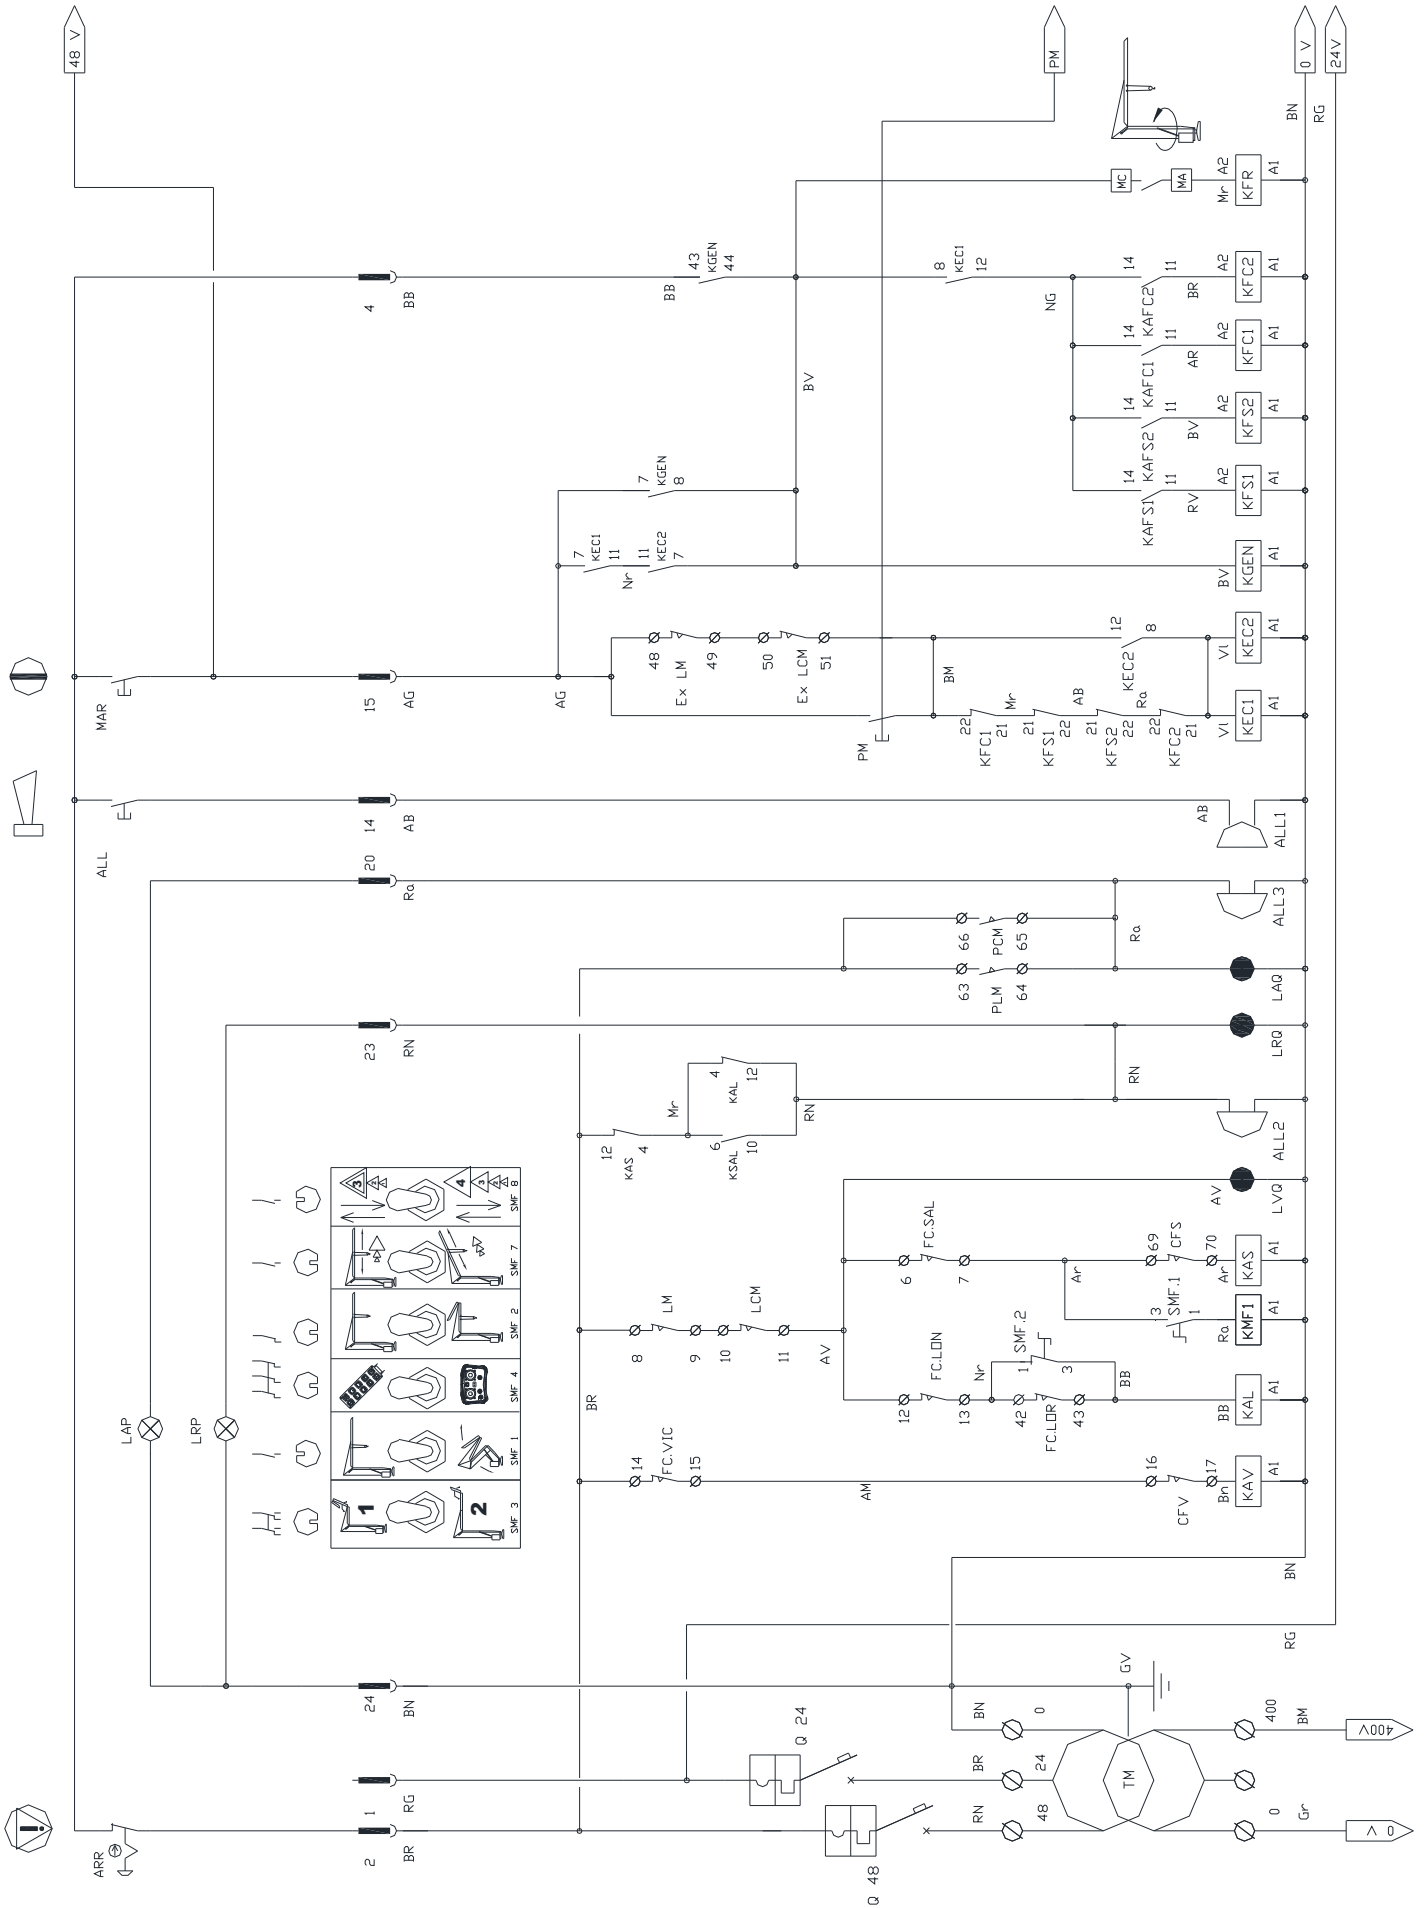 48 V
PM
0 V
24V
BN
RG
MC
MA
Mr
A2
KFR
A1
4
BB
BB
43
KGEN
44
8
KEC1
12
NG
14
KAFC2
11
BR
A2
KFC2
A1
14
KAFC1
11
AR
A2
KFC1
A1
BV
14
KAFS2
11
BV
A2
KFS2
A1
7
KGEN
8
14
KAFS1
11
RV
A2
KFS1
A1
7
KEC1
11
Nr
11
KEC2
7
BV
KGEN
A1
48
Ex LM
49
50
Ex LCM
51
BM
12
KEC2
8
Vl
KEC2
A1
MAR
15
AG
AG
PM
22
KFC1
21
Mr
21
KFS1
22
AB
21
KFS2
22
Ra
22
KFC2
21
Vl
KEC1
A1
ALL
14
AB
AB
ALL1
20
Ra
ALL3
66
PCM
65
Ra
63
PLM
64
LAQ
23
RN
LRQ
4
KAL
12
Mr
RN
RN
12
KAS
4
6
KSAL
10
ALL2
AV
LVQ
3
2
4
3
2
SMF 8
SMF 7
SMF 2
SMF 4
SMF 1
1
2
SMF 3
6
FC.SAL
7
Ar
69
CFS
70
Ar
KAS
A1
8
LM
9
10
LCM
11
AV
3
SMF.1
1
Ra
KMF1
A1
BR
12
FC.LON
13
Nr
1
SMF.2
3
42
FC.LOR
43
BB
BB
KAL
A1
LAP
LRP
14
FC.VIC
15
AM
16
CFV
17
Bn
KAV
A1
BN
RG
24
BN
GV
BN
0
400
BM
400V
1
RG
Q 24
BR
24
TM
ARR
2
BR
Q 48
RN
48
0
Gr
0 V